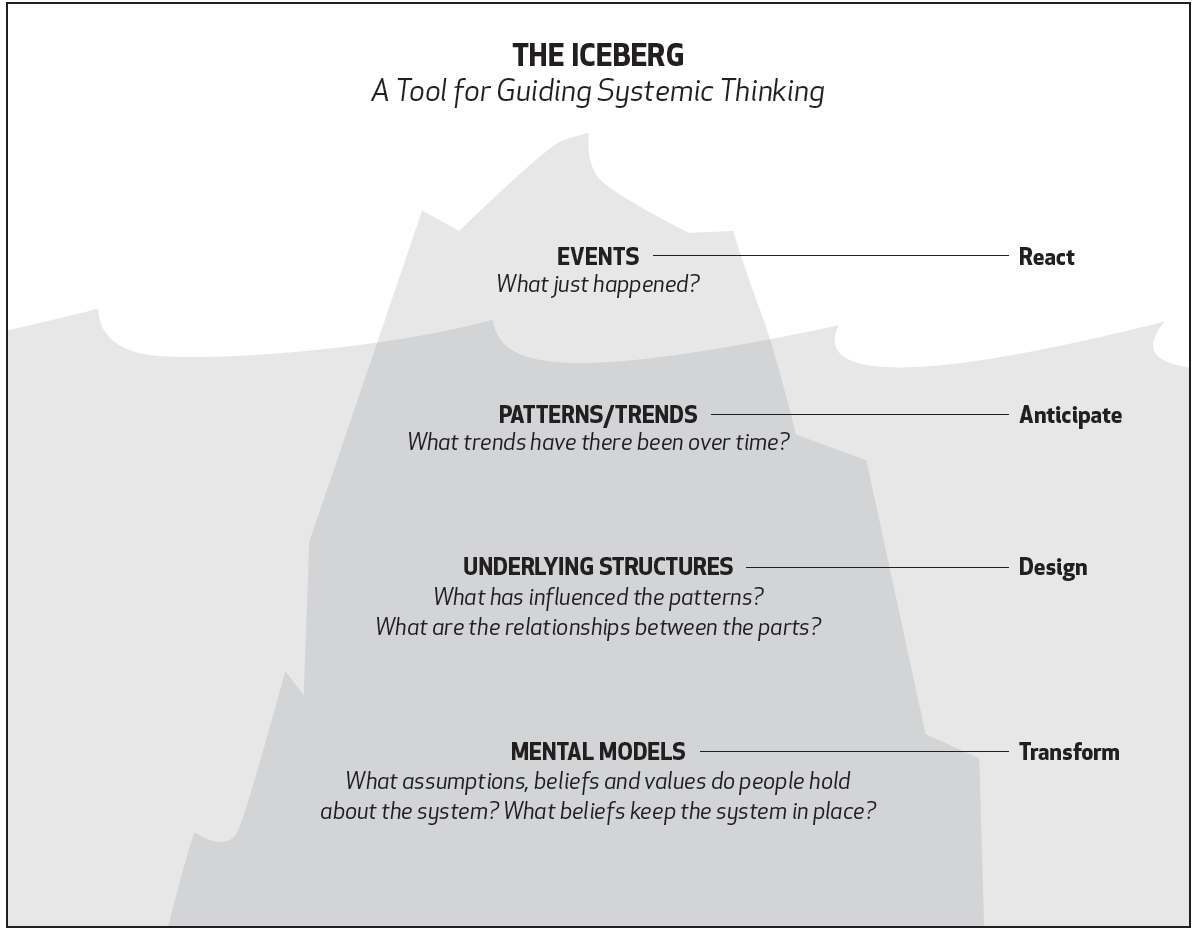 THE ICEBERG
A Tool for Guiding Systemic Thinking
EVENTS React
What just happened?
PATTERNS/TRENDS Anticipate
What trends have there been over time?
UNDERLYING STRUCTURES Design
What has influenced the patterns?
What are the relationships between the parts?
MENTAL MODELS Transform
What assumptions, beliefs and values do people hold
about the system? What beliefs keep the system in place?